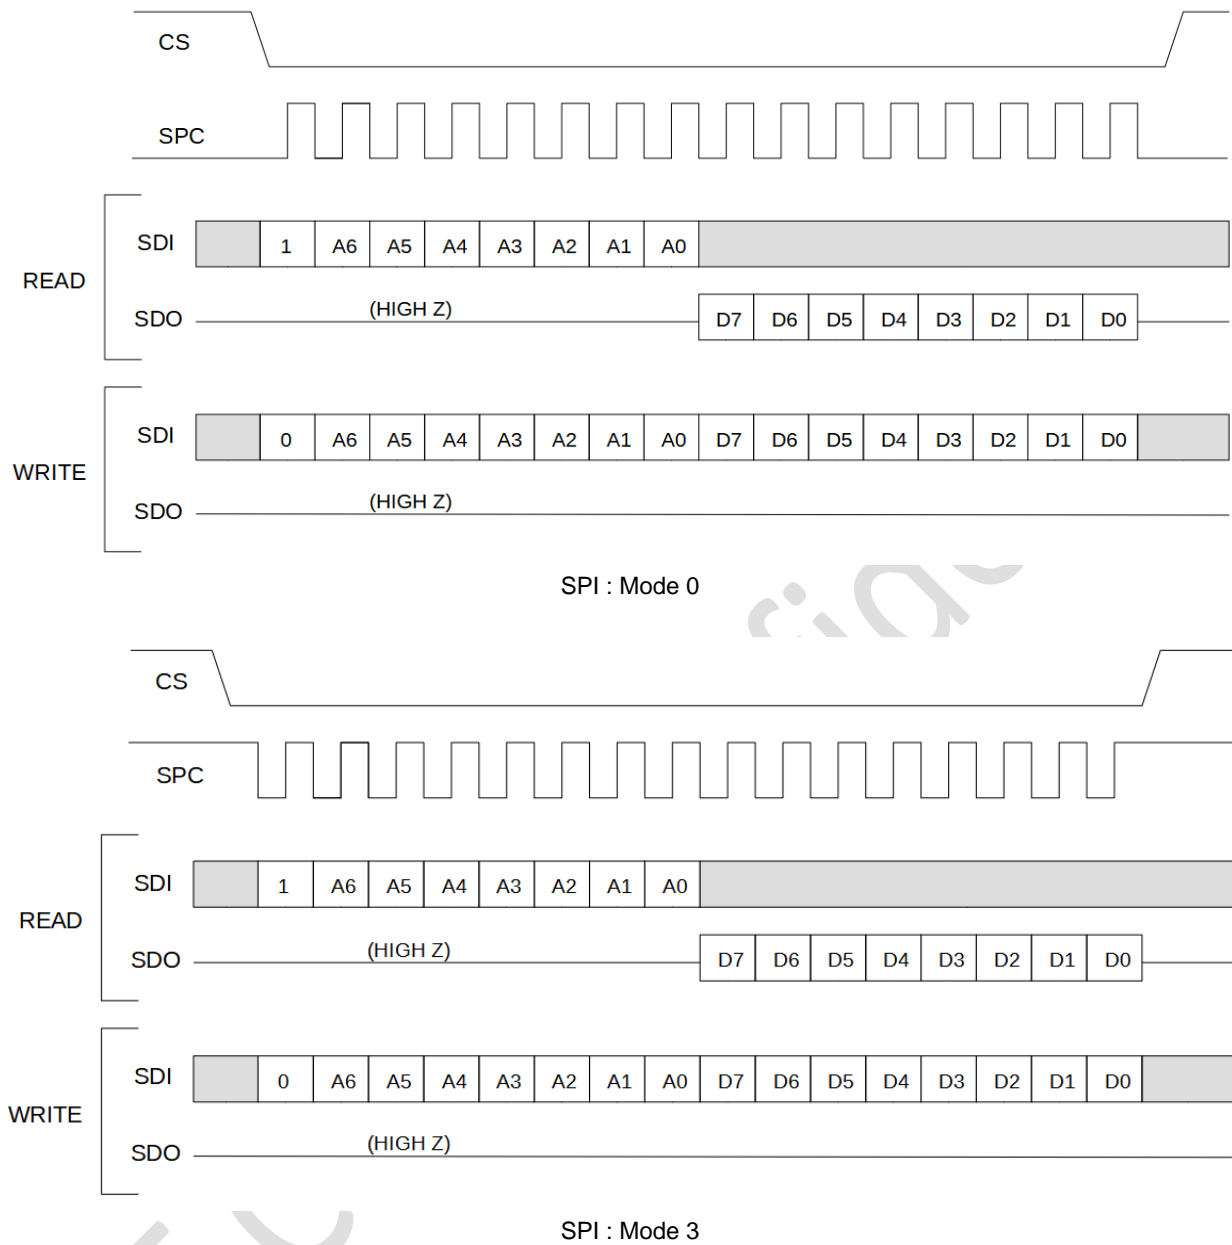 CS
SPC
READ
SDI 1 A6 A5 A4 A3 A2 A1 A0
SDO (HIGH Z) D7 D6 D5 D4 D3 D2 D1 D0
WRITE
SDI 0 A6 A5 A4 A3 A2 A1 A0 D7 D6 D5 D4 D3 D2 D1 D0
SDO (HIGH Z)
SPI : Mode 0
CS
SPC
READ
SDI 1 A6 A5 A4 A3 A2 A1 A0
SDO (HIGH Z) D7 D6 D5 D4 D3 D2 D1 D0
WRITE
SDI 0 A6 A5 A4 A3 A2 A1 A0 D7 D6 D5 D4 D3 D2 D1 D0
SDO (HIGH Z)
SPI : Mode 3